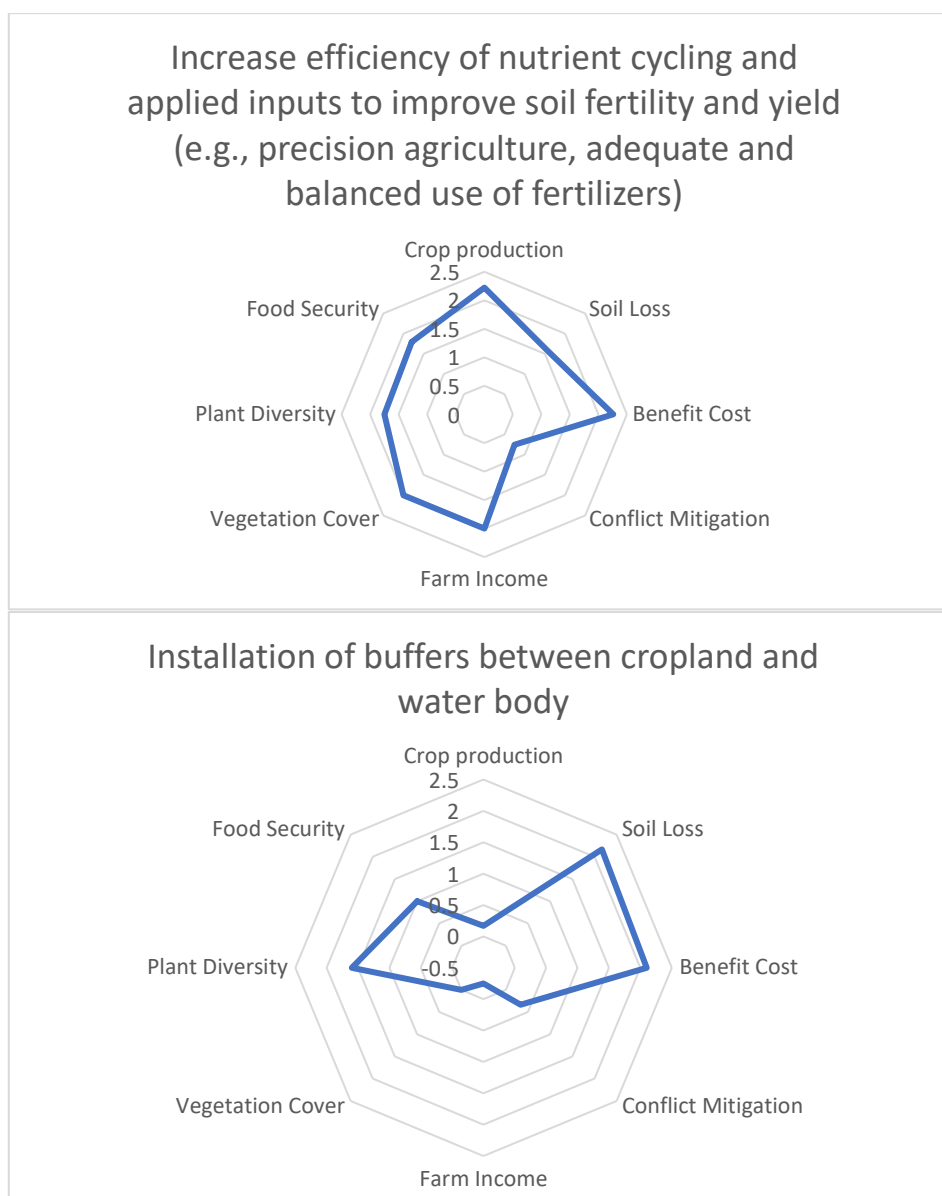 Increase efficiency of nutrient cycling and
applied inputs to improve soil fertility and yield
(e.g., precision agriculture, adequate and
balanced use of fertilizers)
Crop production
2.5
Food Security
2
Soil Loss
1.5
1
0.5
Plant Diversity
0
Benefit Cost
Vegetation Cover
Conflict Mitigation
Farm Income
Installation of buffers between cropland and
water body
Crop production
2.5
Food Security
2
Soil Loss
1.5
1
0.5
0
Plant Diversity
-0.5
Benefit Cost
Vegetation Cover
Conflict Mitigation
Farm Income